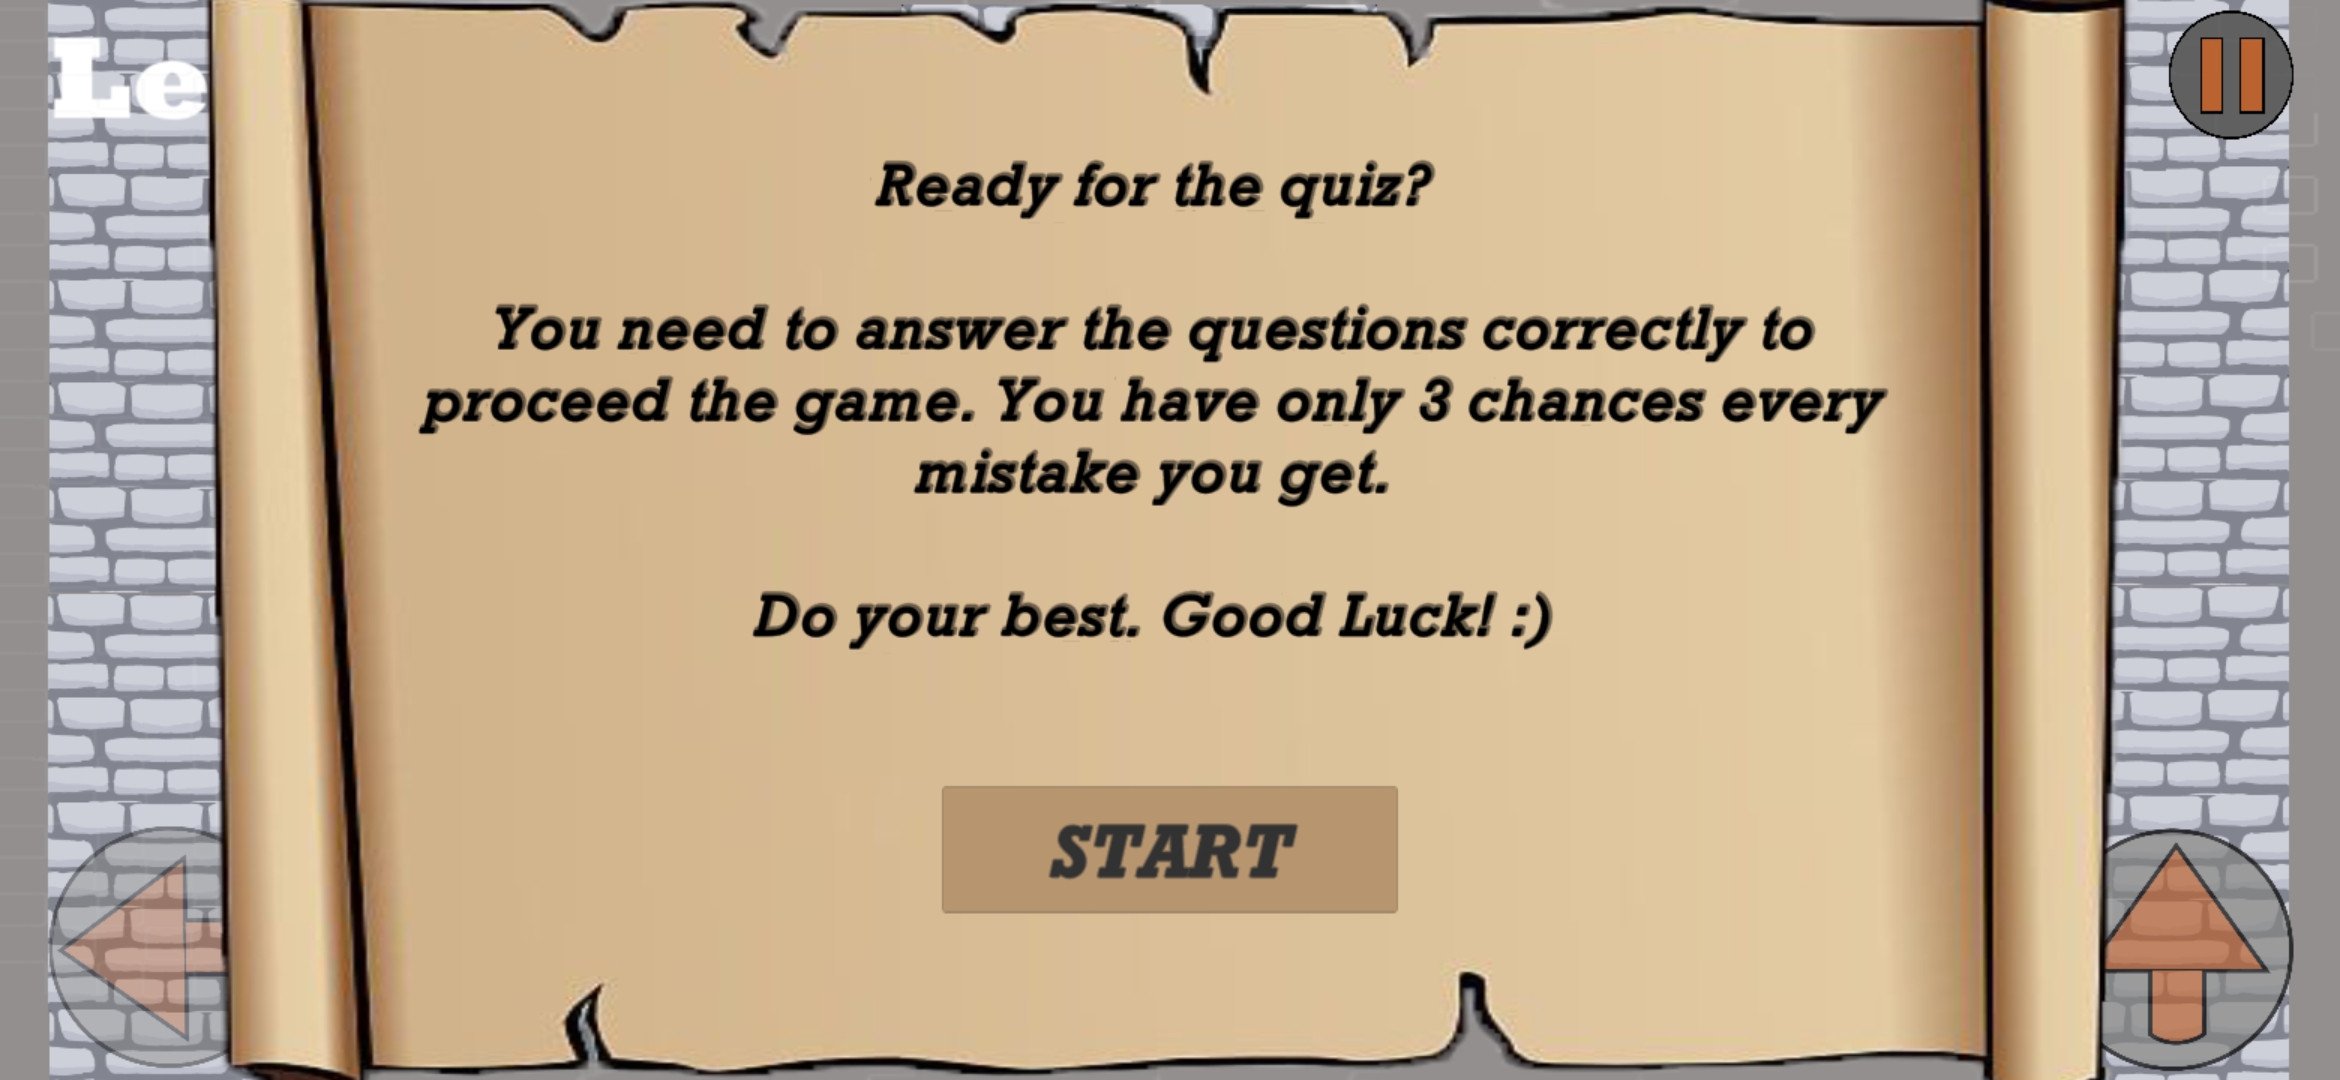 Le
Ready for the quiz?
You need to answer the questions correctly to
proceed the game. You have only 3 chances every
mistake you get.
Do your best. Good Luck! :)
START